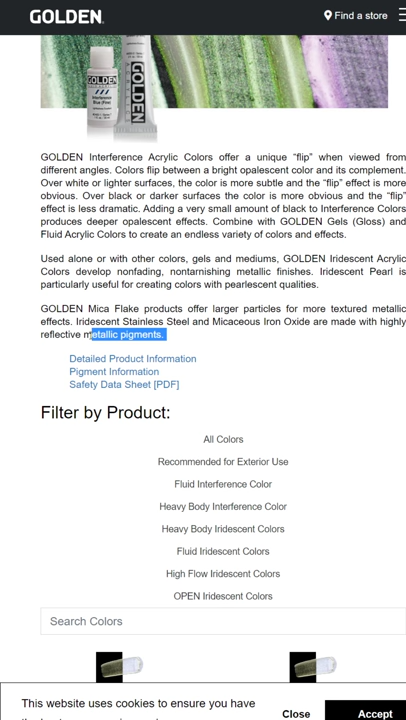 GOLDEN.
Find a store
GOLDEN
GOLDEN
GOLDEN Interference Acrylic Colors offer a unique “flip” when viewed from
different angles. Colors flip between a bright opalescent color and its complement.
Over white or lighter surfaces, the color is more subtle and the “flip” effect is more
obvious. Over black or darker surfaces the color is more obvious and the “flip”
effect is less dramatic. Adding a very small amount of black to Interference Colors
produces deeper opalescent effects. Combine with GOLDEN Gels (Gloss) and
Fluid Acrylic Colors to create an endless variety of colors and effects.
Used alone or with other colors, gels and mediums, GOLDEN Iridescent Acrylic
Colors develop nonfading, nontarnishing metallic finishes. Iridescent Pearl is
particularly useful for creating colors with pearlescent qualities.
GOLDEN Mica Flake products offer larger particles for more textured metallic
effects. Iridescent Stainless Steel and Micaceous Iron Oxide are made with highly
reflective metallic pigments.
Detailed Product Information
Pigment Information
Safety Data Sheet [PDF]
Filter by Product:
All Colors
Recommended for Exterior Use
Fluid Interference Color
Heavy Body Interference Color
Heavy Body Iridescent Colors
Fluid Iridescent Colors
High Flow Iridescent Colors
OPEN Iridescent Colors
Search Colors
This website uses cookies to ensure you have
Close
Accept